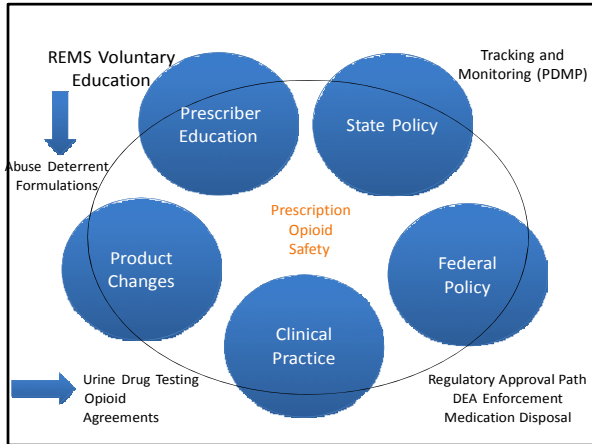 REMS Voluntary
Education
Tracking and
Monitoring (PDMP)
Prescriber
Education
State Policy
Abuse Deterrent
Formulations
Prescription
Opioid
Safety
Product
Changes
Federal
Policy
Clinical
Practice
Urine Drug Testing
Opioid
Agreements
Regulatory Approval Path
DEA Enforcement
Medication Disposal